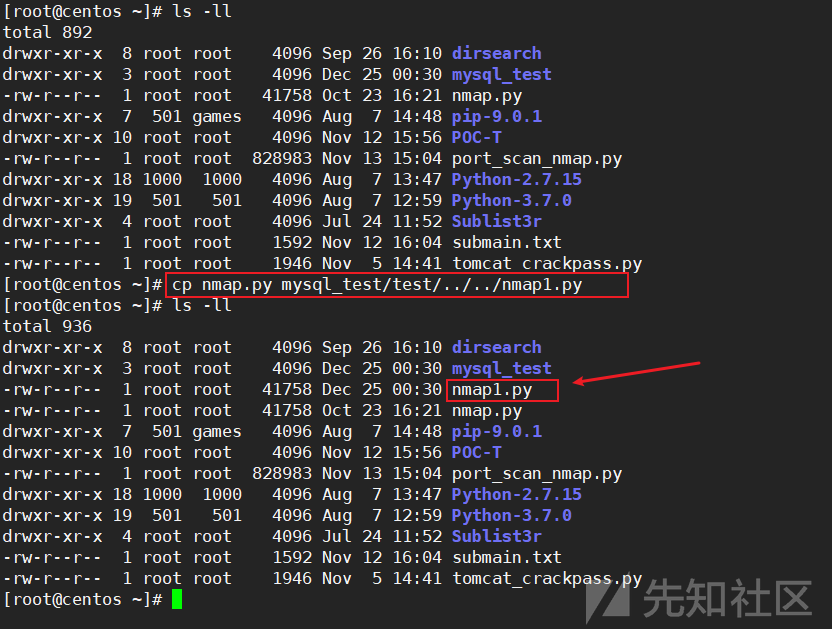 [root@centos ~]# ls -ll
total 892
drwxr-xr-x  8 root root   4096 Sep 26 16:10 dirsearch
drwxr-xr-x  3 root root   4096 Dec 25 00:30 mysql_test
-rw-r--r--  1 root root  41758 Oct 23 16:21 nmap.py
drwxr-xr-x  7  501 games   4096 Aug  7 14:48 pip-9.0.1
drwxr-xr-x 10 root root   4096 Nov 12 15:56 POC-T
-rw-r--r--  1 root root 828983 Nov 13 15:04 port_scan_nmap.py
drwxr-xr-x 18 1000  1000   4096 Aug  7 13:47 Python-2.7.15
drwxr-xr-x 19  501   501   4096 Aug  7 12:59 Python-3.7.0
drwxr-xr-x  4 root root   4096 Jul 24 11:52 Sublist3r
-rw-r--r--  1 root root   1592 Nov 12 16:04 submain.txt
-rw-r--r--  1 root root   1946 Nov  5 14:41 tomcat_crackpass.py
[root@centos ~]# cp nmap.py mysql_test/test/../../nmap1.py
[root@centos ~]# ls -ll
total 936
drwxr-xr-x  8 root root   4096 Sep 26 16:10 dirsearch
drwxr-xr-x  3 root root   4096 Dec 25 00:30 mysql_test
-rw-r--r--  1 root root  41758 Dec 25 00:30 nmap1.py
-rw-r--r--  1 root root  41758 Oct 23 16:21 nmap.py
drwxr-xr-x  7  501 games   4096 Aug  7 14:48 pip-9.0.1
drwxr-xr-x 10 root root   4096 Nov 12 15:56 POC-T
-rw-r--r--  1 root root 828983 Nov 13 15:04 port_scan_nmap.py
drwxr-xr-x 18 1000  1000   4096 Aug  7 13:47 Python-2.7.15
drwxr-xr-x 19  501   501   4096 Aug  7 12:59 Python-3.7.0
drwxr-xr-x  4 root root   4096 Jul 24 11:52 Sublist3r
-rw-r--r--  1 root root   1592 Nov 12 16:04 submain.txt
-rw-r--r--  1 root root   1946 Nov  5 14:41 tomcat_crackpass.py
[root@centos ~]#
先知社区